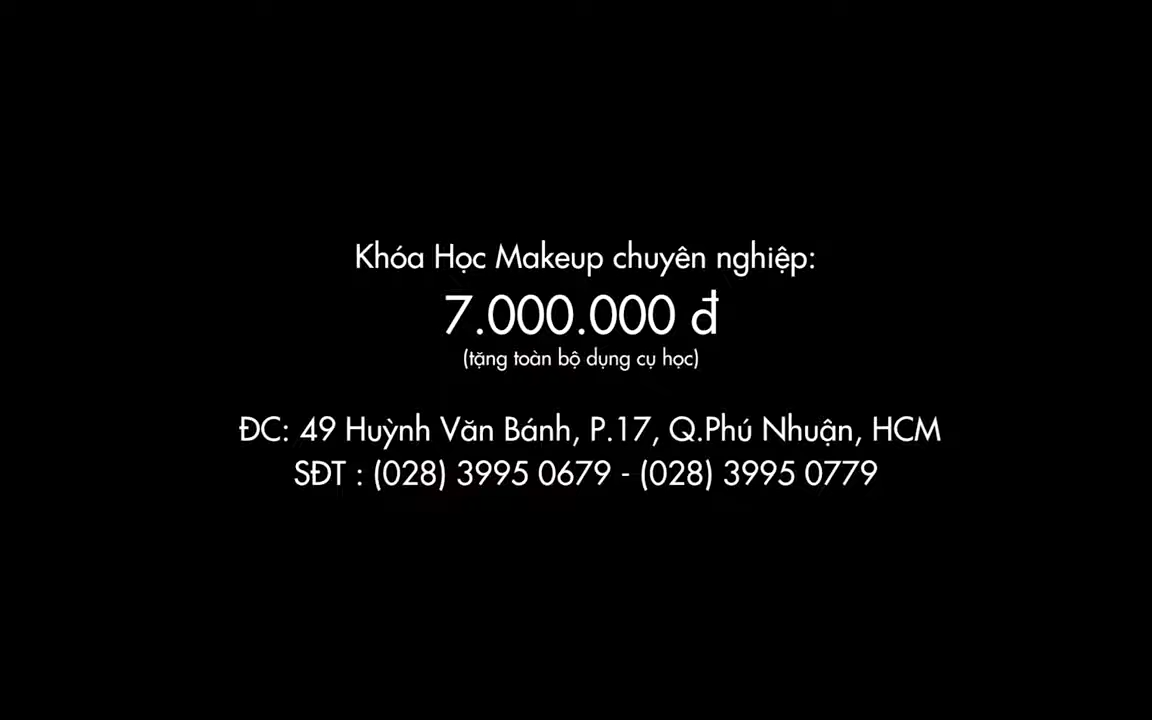 Khóa Học Makeup chuyên nghiệp:
7.000.000 đ
(tặng toàn bộ dụng cụ học)
ĐC: 49 Huỳnh Văn Bánh, P.17, Q.Phú Nhuận, HCM
SĐT : (028) 3995 0679 - (028) 3995 0779